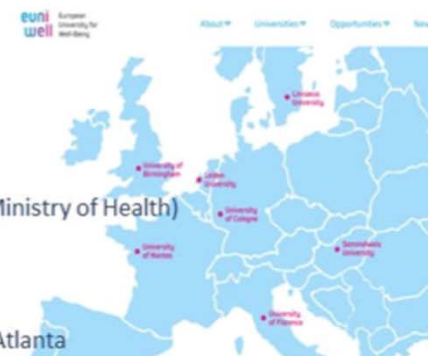 euni
well
European
University for
Well-Being
About
Universities
Opportunities
New
Linnaeus
University
University of
Birmingham
Leiden
University
Ministry of Health)
University
of Cologne
University
of Nantes
Semmelweis
University
University
of Florence
Atlanta